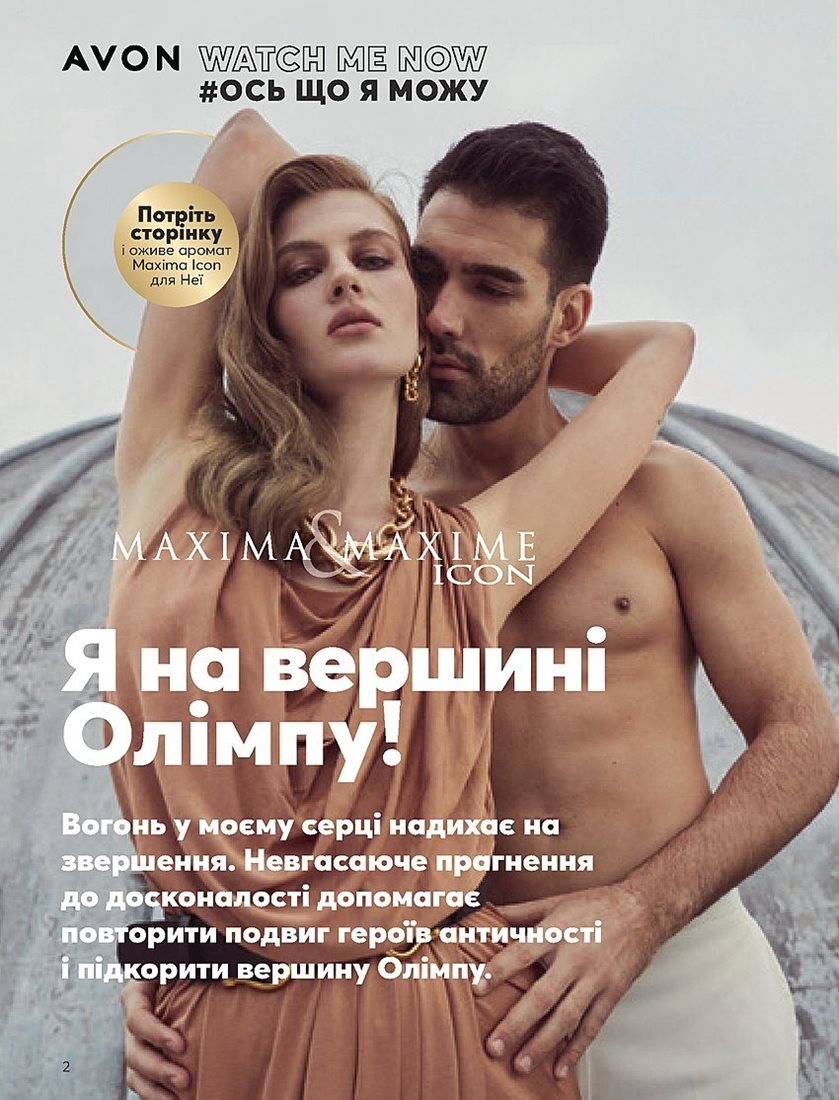 AVON WATCH ME NOW
#ОСЬ ЩО Я МОЖУ
Потріть
сторінку
і оживе аромат
Maxima Icon
для Неї
MAXIMA & MAXIME
ICON
Я на вершині
Олімпу!
Вогонь у моєму серці надихає на
звершення. Невгасаюче прагнення
до досконалості допомагає
повторити подвиг героїв античності
і підкорити вершину Олімпу.
2